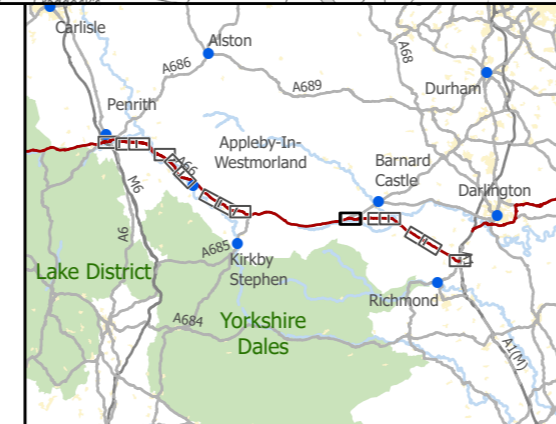 Carlisle
Alston
A68
A686
A689
Durham
Penrith
Appleby-In-
Westmorland
A66
Barnard
Castle
Darlington
M6
A6
A685
Kirkby
Stephen
Lake District
Richmond
A684
Yorkshire
Dales
A1(M)